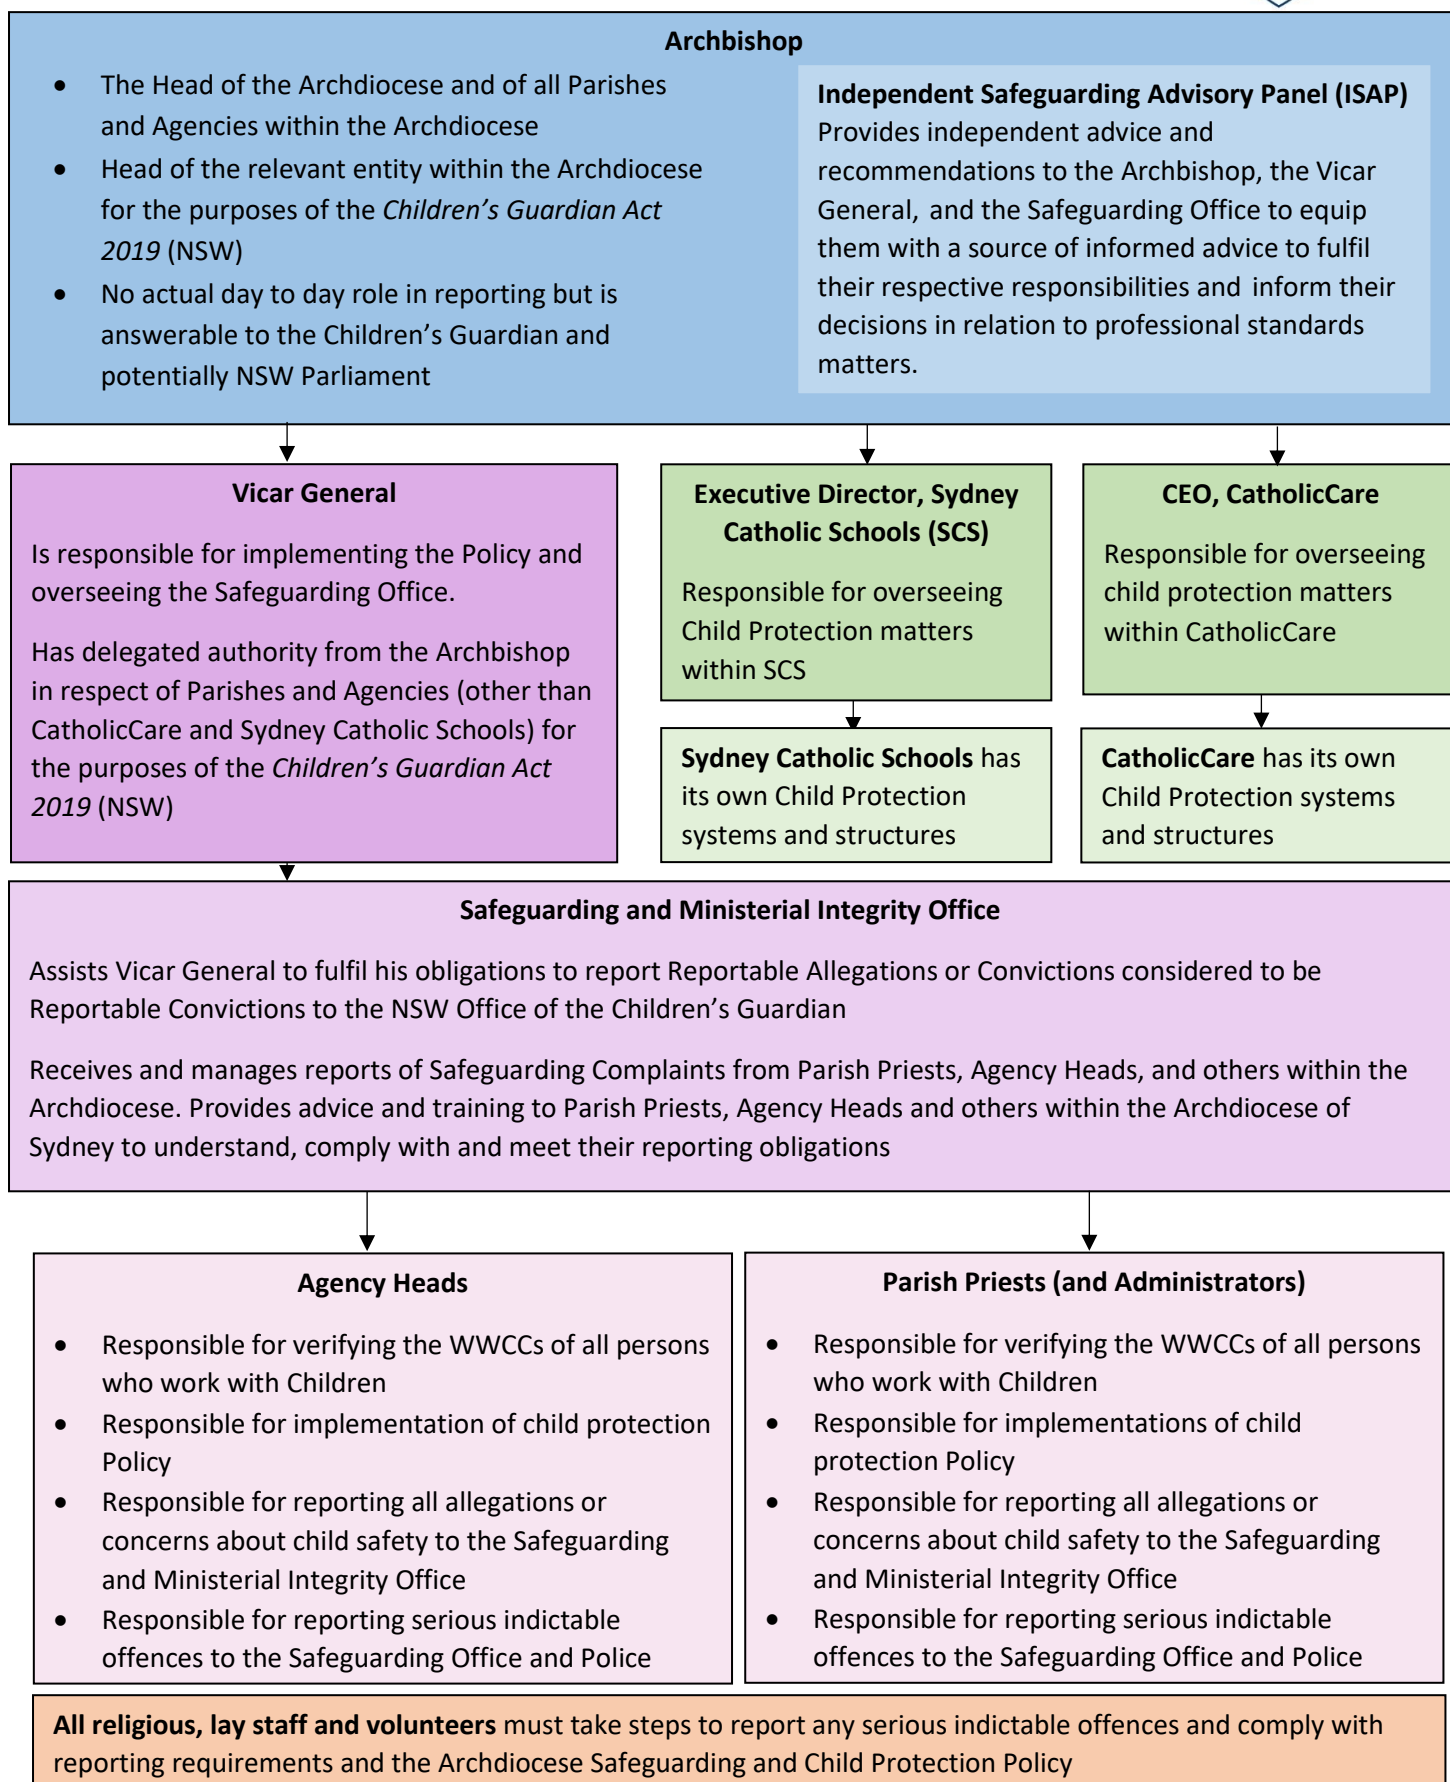 Archbishop
• The Head of the Archdiocese and of all Parishes
and Agencies within the Archdiocese
• Head of the relevant entity within the Archdiocese
for the purposes of the Children’s Guardian Act
2019 (NSW)
• No actual day to day role in reporting but is
answerable to the Children’s Guardian and
potentially NSW Parliament
Independent Safeguarding Advisory Panel (ISAP)
Provides independent advice and
recommendations to the Archbishop, the Vicar
General, and the Safeguarding Office to equip
them with a source of informed advice to fulfil
their respective responsibilities and inform their
decisions in relation to professional standards
matters.
Vicar General
Is responsible for implementing the Policy and
overseeing the Safeguarding Office.
Has delegated authority from the Archbishop
in respect of Parishes and Agencies (other than
CatholicCare and Sydney Catholic Schools) for
the purposes of the Children’s Guardian Act
2019 (NSW)
Executive Director, Sydney
Catholic Schools (SCS)
Responsible for overseeing
Child Protection matters
within SCS
CEO, CatholicCare
Responsible for overseeing
child protection matters
within CatholicCare
Sydney Catholic Schools has
its own Child Protection
systems and structures
CatholicCare has its own
Child Protection systems
and structures
Safeguarding and Ministerial Integrity Office
Assists Vicar General to fulfil his obligations to report Reportable Allegations or Convictions considered to be
Reportable Convictions to the NSW Office of the Children’s Guardian
Receives and manages reports of Safeguarding Complaints from Parish Priests, Agency Heads, and others within the
Archdiocese. Provides advice and training to Parish Priests, Agency Heads and others within the Archdiocese of
Sydney to understand, comply with and meet their reporting obligations
Agency Heads
• Responsible for verifying the WWCCs of all persons
who work with Children
• Responsible for implementation of child protection
Policy
• Responsible for reporting all allegations or
concerns about child safety to the Safeguarding
and Ministerial Integrity Office
• Responsible for reporting serious indictable
offences to the Safeguarding Office and Police
Parish Priests (and Administrators)
• Responsible for verifying the WWCCs of all persons
who work with Children
• Responsible for implementations of child
protection Policy
• Responsible for reporting all allegations or
concerns about child safety to the Safeguarding
and Ministerial Integrity Office
• Responsible for reporting serious indictable
offences to the Safeguarding Office and Police
All religious, lay staff and volunteers must take steps to report any serious indictable offences and comply with
reporting requirements and the Archdiocese Safeguarding and Child Protection Policy